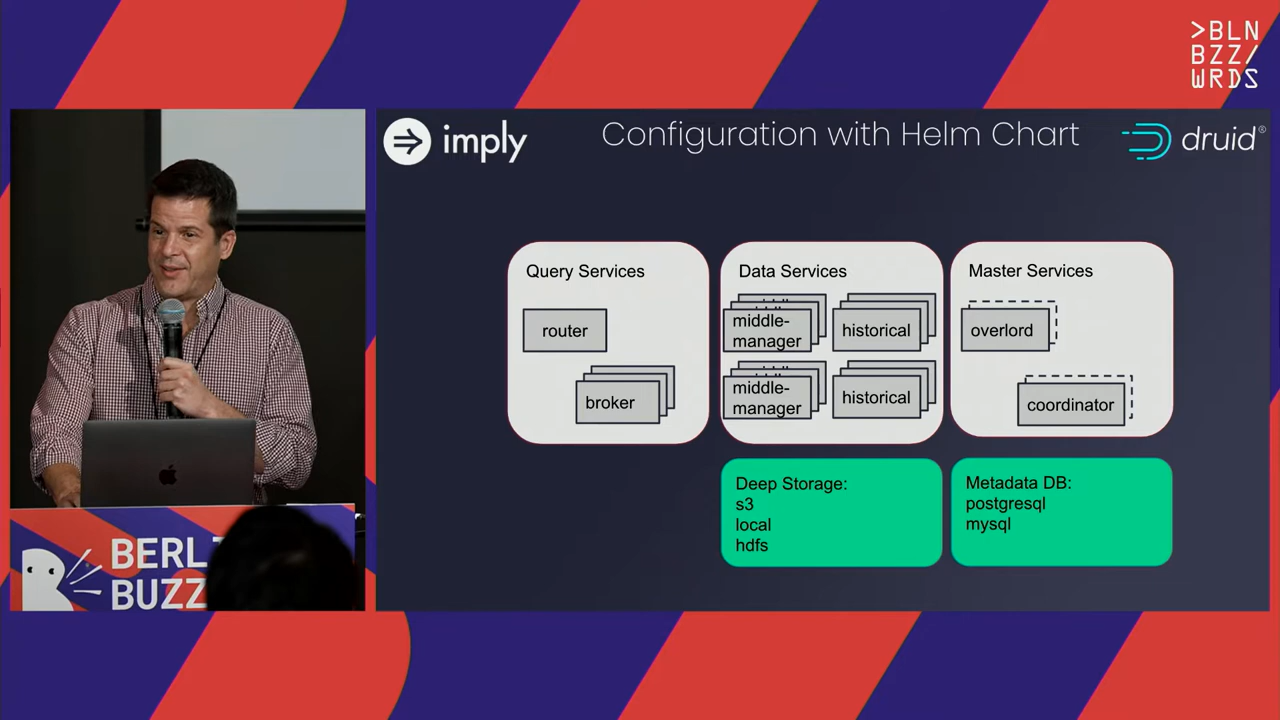 >BLN
BZZ/
WRDS
imply
Configuration with Helm Chart
druid®
Query Services
router
broker
Data Services
middle-
manager
historical
middle-
manager
historical
Master Services
overlord
coordinator
Deep Storage:
s3
local
hdfs
Metadata DB:
postgresql
mysql
BUZZ